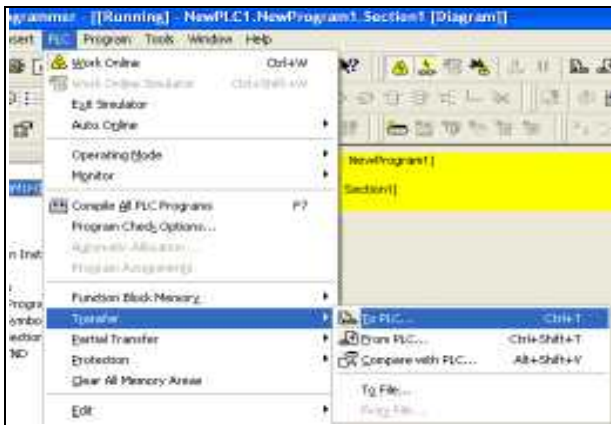 grammer - [[Running] - NewPLC1.NewProgram1.Section1 [Diagram]]
sert PLC Program Tools Window Help
Work Online Ctrl+W
Work Online Simulator Ctrl+Shift+W
Exit Simulator
Auto Online
Operating Mode
Monitor
NewProgram1]
Section1]
Compile All PLC Programs F7
Program Check Options...
Automatic Allocation
Program Assignments
n Inst
Function Block Memory
Progra
Transfer
To PLC... Ctrl+T
Symbo
Partial Transfer
From PLC... Ctrl+Shift+T
ection
Protection
Compare with PLC... Alt+Shift+V
ND
Clear All Memory Areas
To File...
Edit
From File...